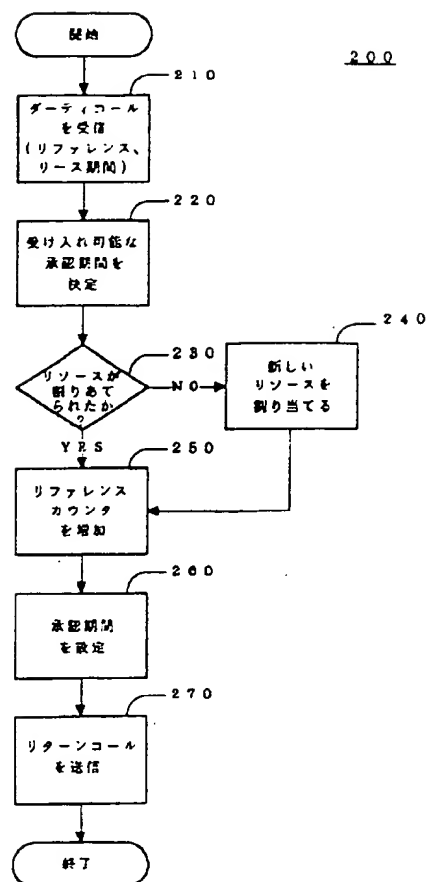 開始
200
210
ダーティコール
を受信
(リファレンス、
リース期間)
220
受け入れ可能な
承認期間を
決定
230
リソースが
割りあて
られたか
?
NO
240
新しい
リソースを
割り当てる
YES
250
リファレンス
カウンタ
を増加
260
承認期間
を設定
270
リターンコール
を送信
終了